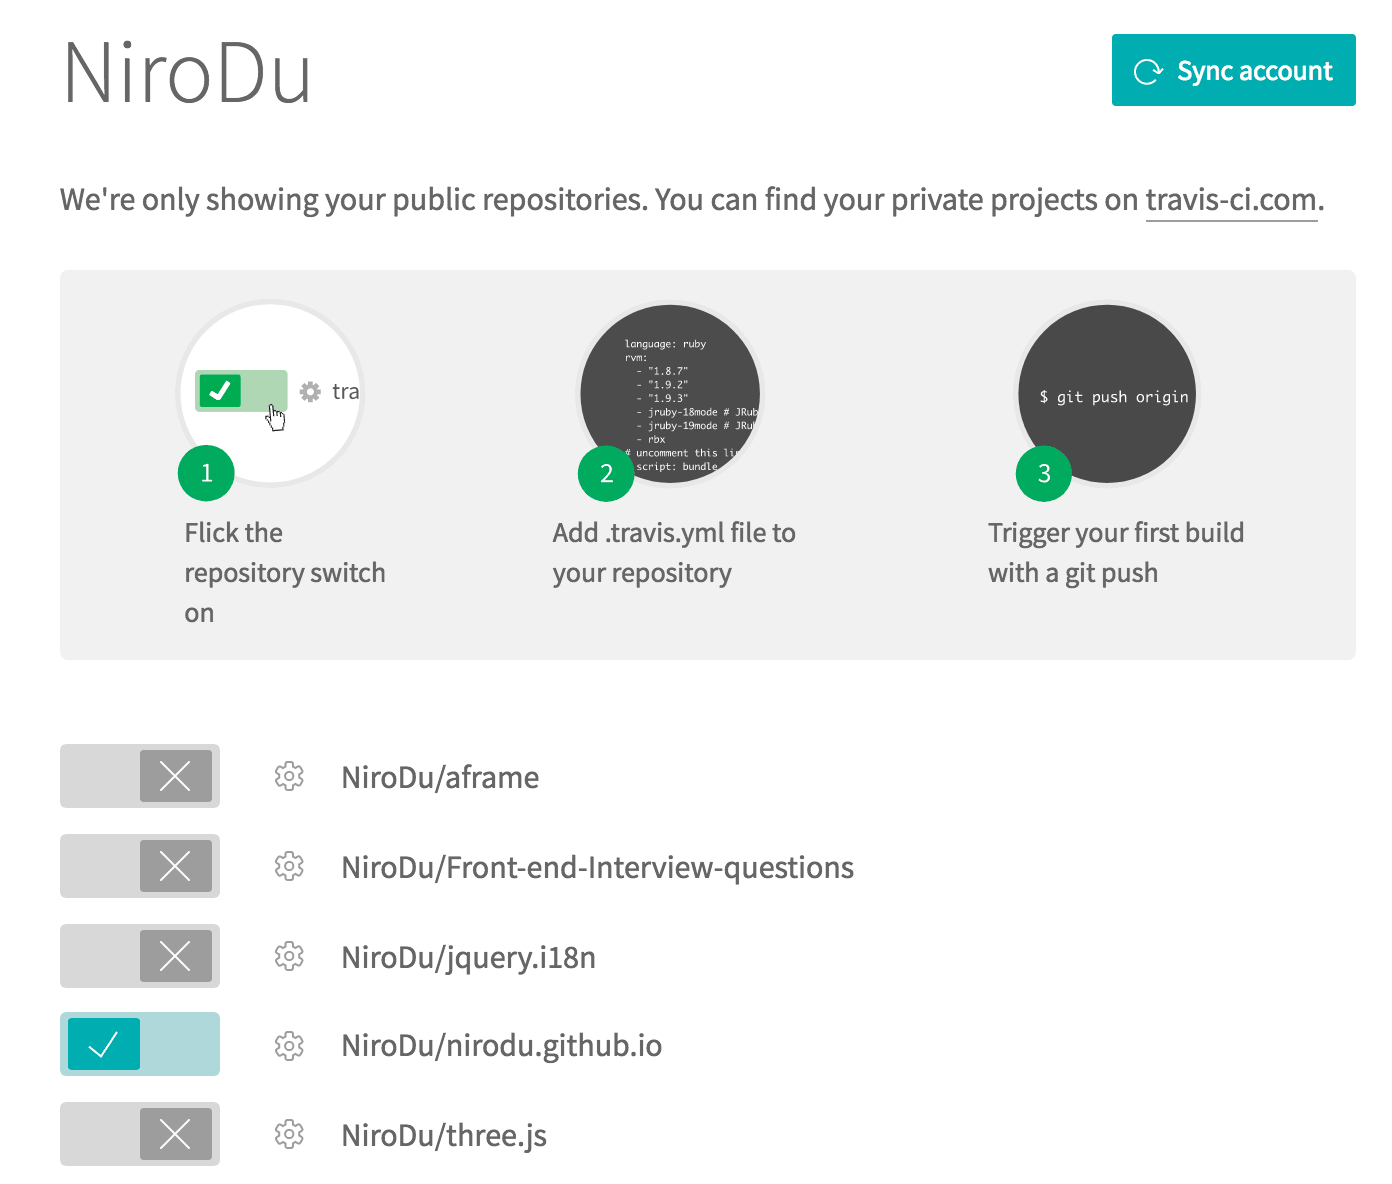 NiroDu
Sync account
We're only showing your public repositories. You can find your private projects on travis-ci.com.
tra
1
Flick the
repository switch
on
language: ruby
rvm:
- "1.8.7"
- "1.9.2"
- "1.9.3"
- jruby-18mode # JRub
- jruby-19mode # JRu
- rbx
# uncomment this lin
script: bundle
2
Add .travis.yml file to
your repository
$ git push origin
3
Trigger your first build
with a git push
NiroDu/aframe
NiroDu/Front-end-Interview-questions
NiroDu/jquery.i18n
NiroDu/nirodu.github.io
NiroDu/three.js